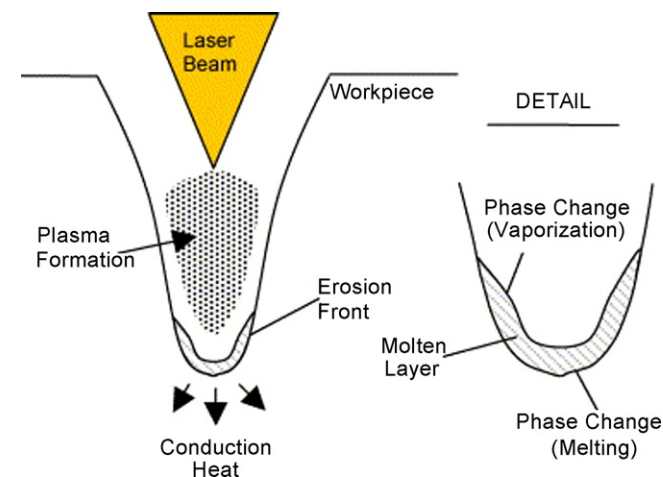 Laser
Beam
Workpiece
DETAIL
Plasma
Formation
Erosion
Front
Conduction
Heat
Phase Change
(Vaporization)
Molten
Layer
Phase Change
(Melting)